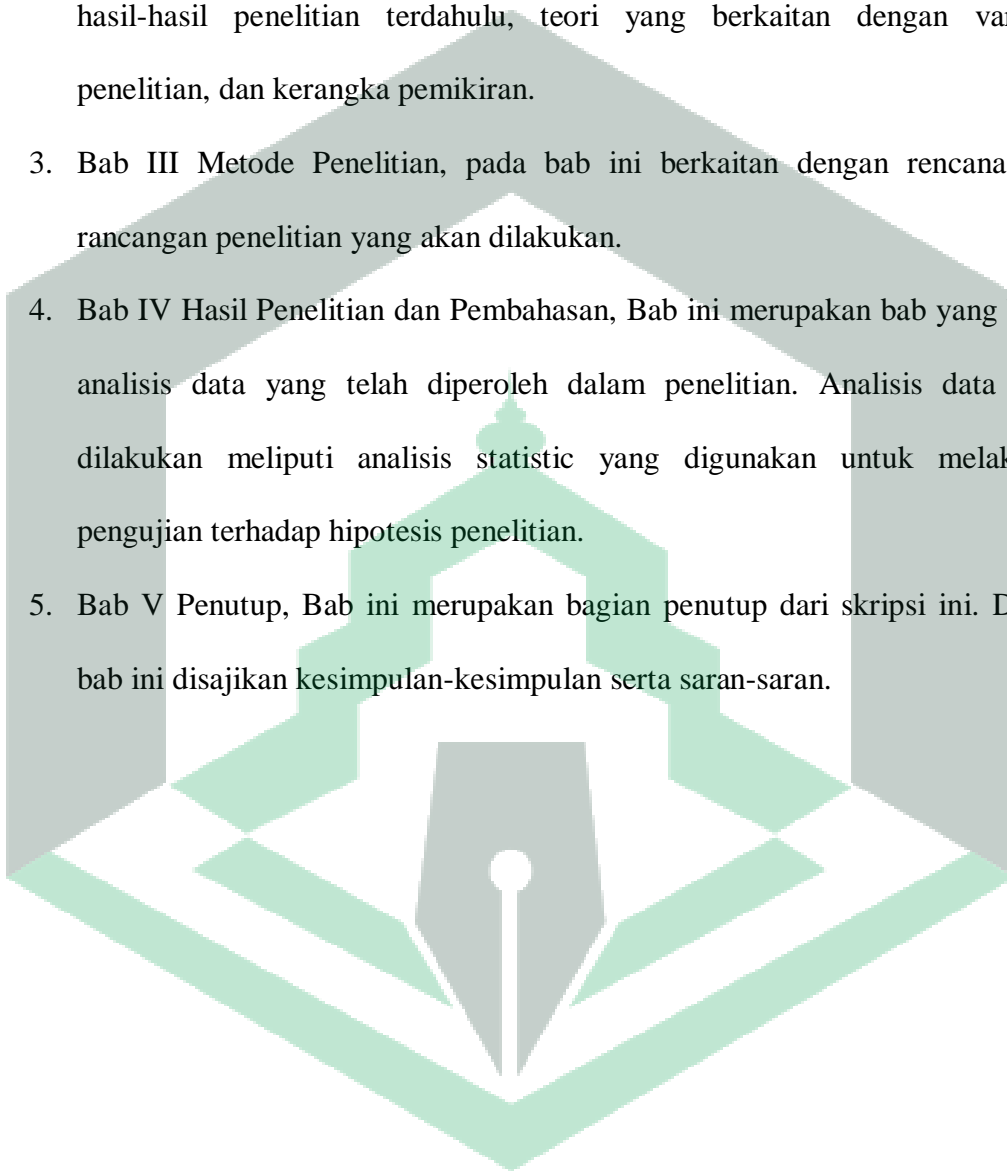 hasil-hasil penelitian terdahulu, teori yang berkaitan dengan
penelitian, dan kerangka pemikiran.
3. Bab III Metode Penelitian, pada bab ini berkaitan dengan rencana
rancangan penelitian yang akan dilakukan.
4. Bab IV Hasil Penelitian dan Pembahasan, Bab ini merupakan bab yang
analisis data yang telah diperoleh dalam penelitian. Analisis data
dilakukan meliputi analisis statistic yang digunakan untuk
pengujian terhadap hipotesis penelitian.
5. Bab V Penutup, Bab ini merupakan bagian penutup dari skripsi ini.
bab ini disajikan kesimpulan-kesimpulan serta saran-saran.